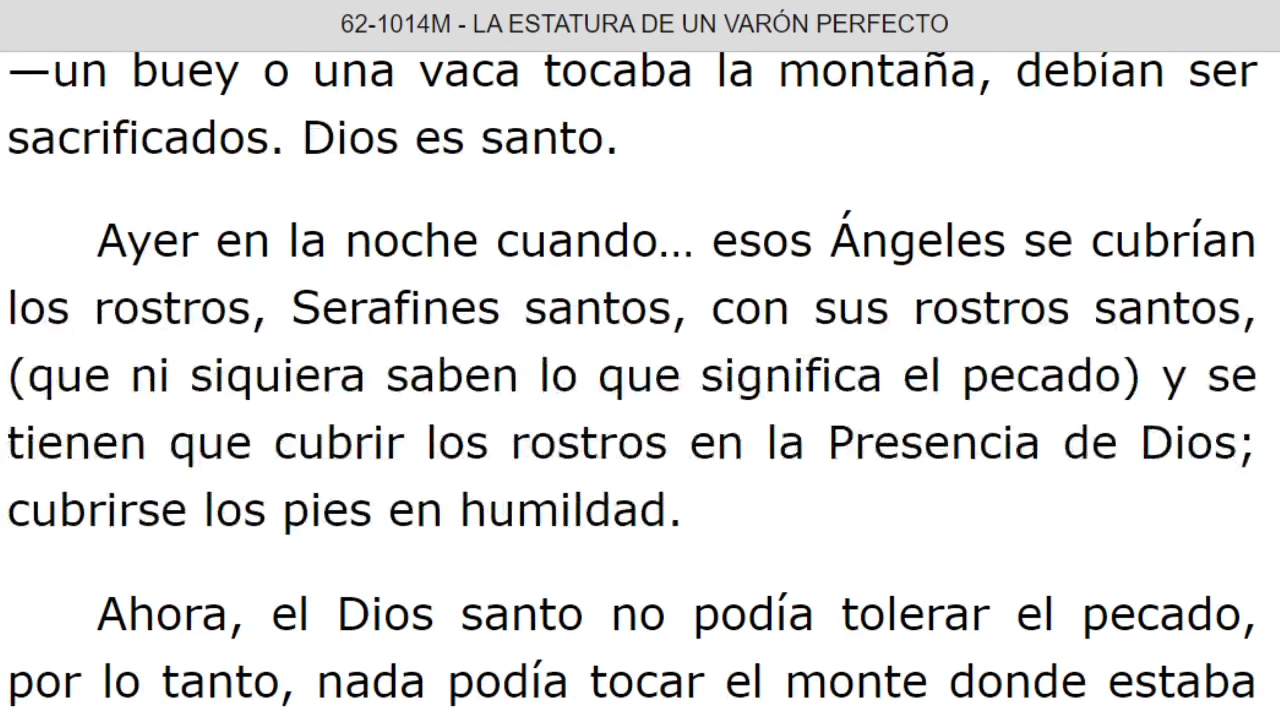 62-1014M - LA ESTATURA DE UN VARÓN PERFECTO
—un buey o una vaca tocaba la montaña, debían ser
sacrificados. Dios es santo.
Ayer en la noche cuando... esos Ángeles se cubrían
los rostros, Serafines santos, con sus rostros santos,
(que ni siquiera saben lo que significa el pecado) y se
tienen que cubrir los rostros en la Presencia de Dios;
cubrirse los pies en humildad.
Ahora, el Dios santo no podía tolerar el pecado,
por lo tanto, nada podía tocar el monte donde estaba